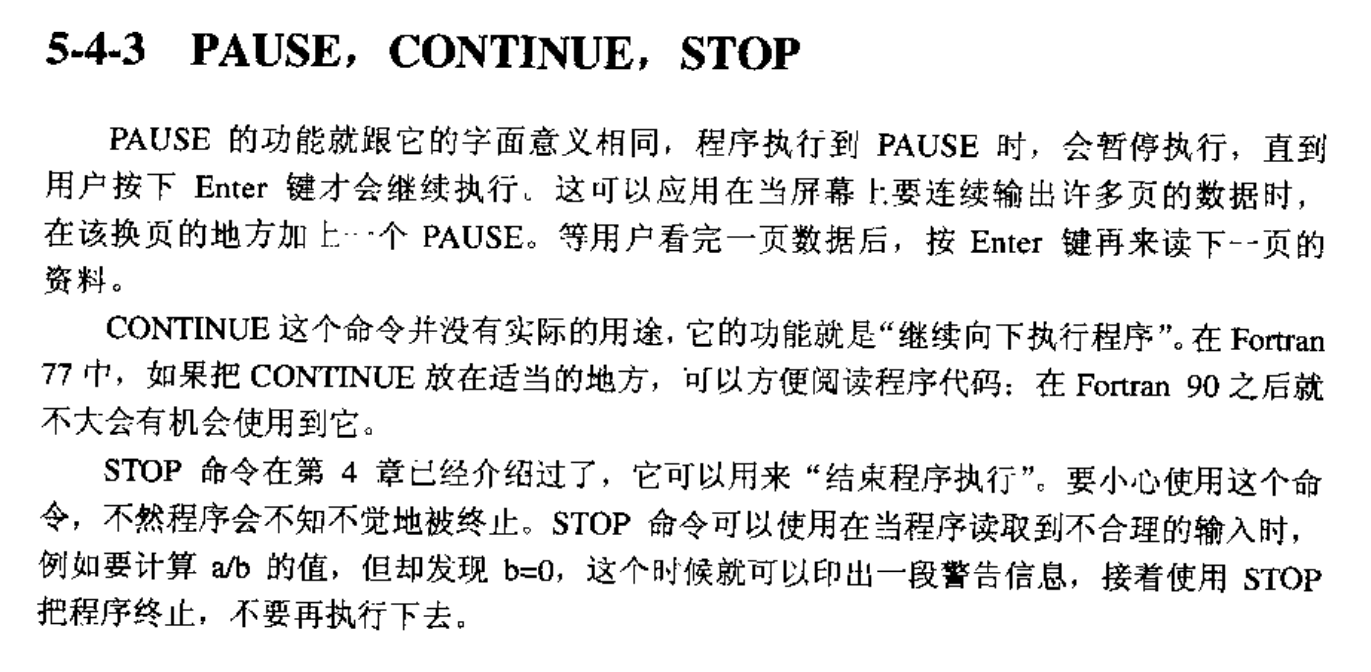 5-4-3 PAUSE，CONTINUE，STOP
PAUSE 的功能就跟它的字面意义相同，程序执行到 PAUSE 时，会暂停执行，直到
用户按下 Enter 键才会继续执行。这可以应用在当屏幕上要连续输出许多页的数据时，
在该换页的地方加上一个 PAUSE。等用户看完一页数据后，按 Enter 键再来读下一页的
资料。
CONTINUE 这个命令并没有实际的用途，它的功能就是“继续向下执行程序”。在 Fortran
77 中，如果把 CONTINUE 放在适当的地方，可以方便阅读程序代码；在 Fortran 90 之后就
不大会有机会使用到它。
STOP 命令在第 4 章已经介绍过了，它可以用来“结束程序执行”。要小心使用这个命
令，不然程序会不知不觉地被终止。STOP 命令可以使用在当程序读取到不合理的输入时，
例如要计算 a/b 的值，但却发现 b=0，这个时候就可以印出一段警告信息，接着使用 STOP
把程序终止，不要再执行下去。